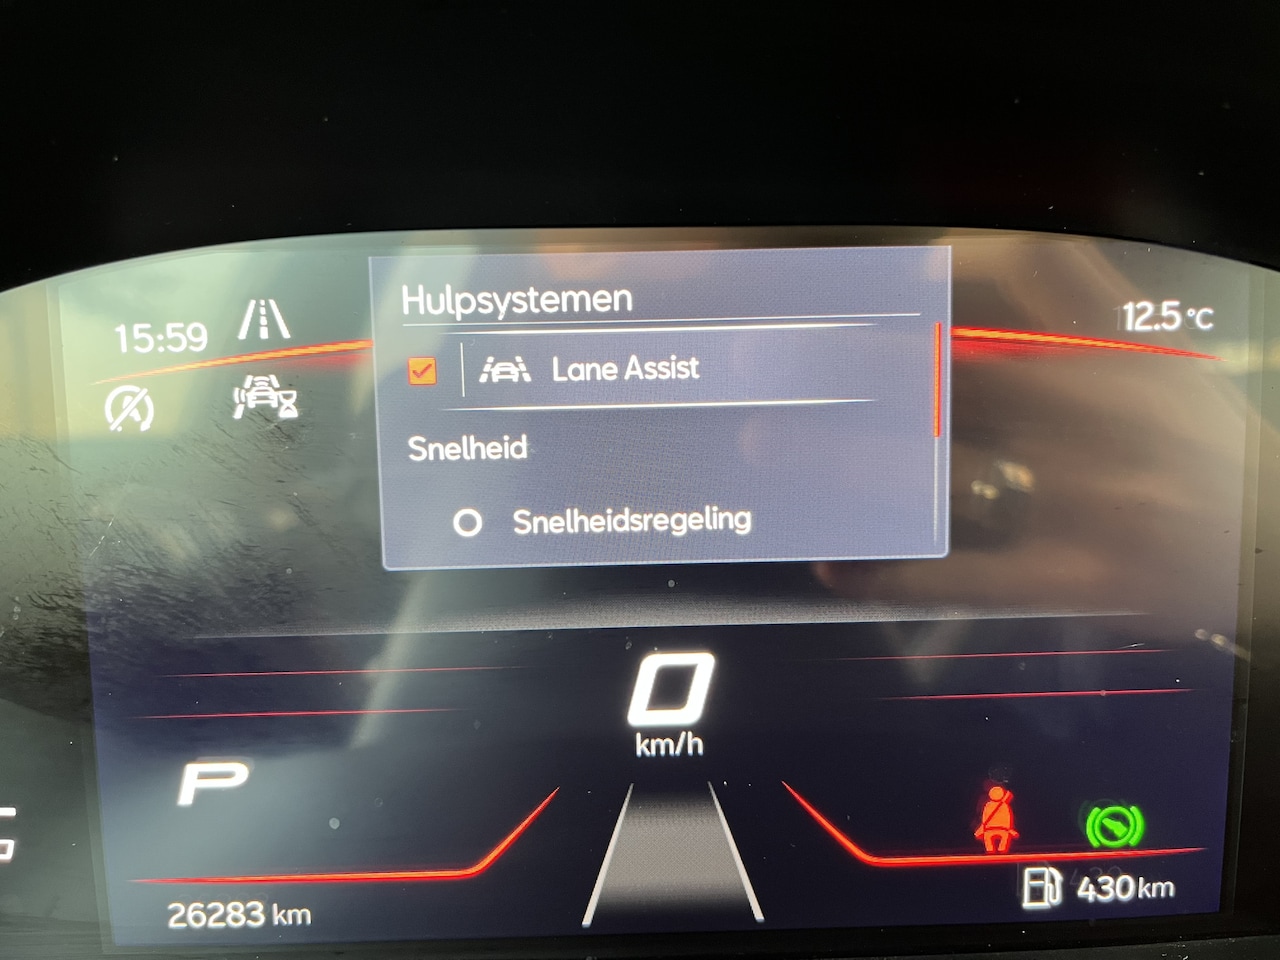 Hulpsystemen
15:59
12.5 °C
Lane Assist
Snelheid
Snelheidsregeling
0
km/h
P
26283 km
430 km